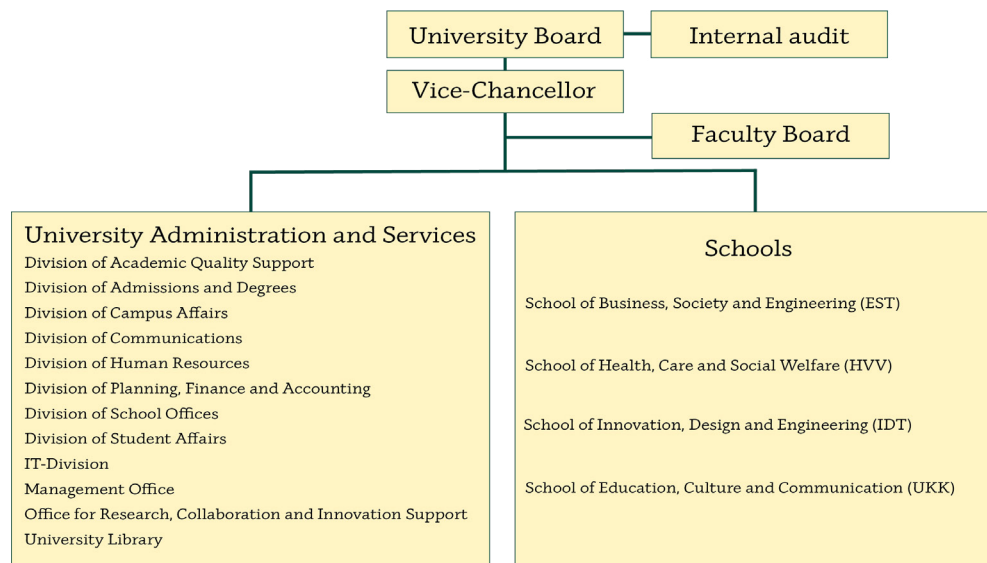 University Board
Internal audit
Vice-Chancellor
Faculty Board
University Administration and Services
Division of Academic Quality Support
Division of Admissions and Degrees
Division of Campus Affairs
Division of Communications
Division of Human Resources
Division of Planning, Finance and Accounting
Division of School Offices
Division of Student Affairs
IT-Division
Management Office
Office for Research, Collaboration and Innovation Support
University Library
Schools
School of Business, Society and Engineering (EST)
School of Health, Care and Social Welfare (HVV)
School of Innovation, Design and Engineering (IDT)
School of Education, Culture and Communication (UKK)